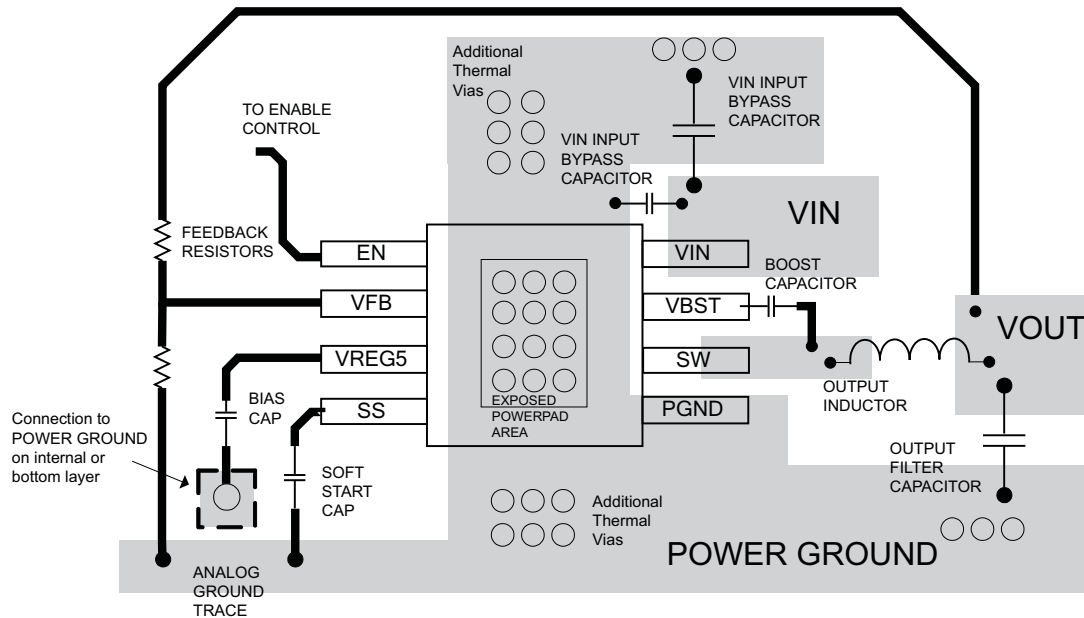 Additional
Thermal
Vias
VIN INPUT
BYPASS
CAPACITOR
TO ENABLE
CONTROL
VIN INPUT
BYPASS
CAPACITOR
VIN
FEEDBACK
RESISTORS
EN
VIN
BOOST
CAPACITOR
VFB
VBST
VOUT
VREG5
SW
OUTPUT
INDUCTOR
BIAS
CAP
SS
EXPOSED
POWERPAD
AREA
PGND
Connection to
POWER GROUND
on internal or
bottom layer
SOFT
START
CAP
OUTPUT
FILTER
CAPACITOR
Additional
Thermal
Vias
POWER GROUND
ANALOG
GROUND
TRACE